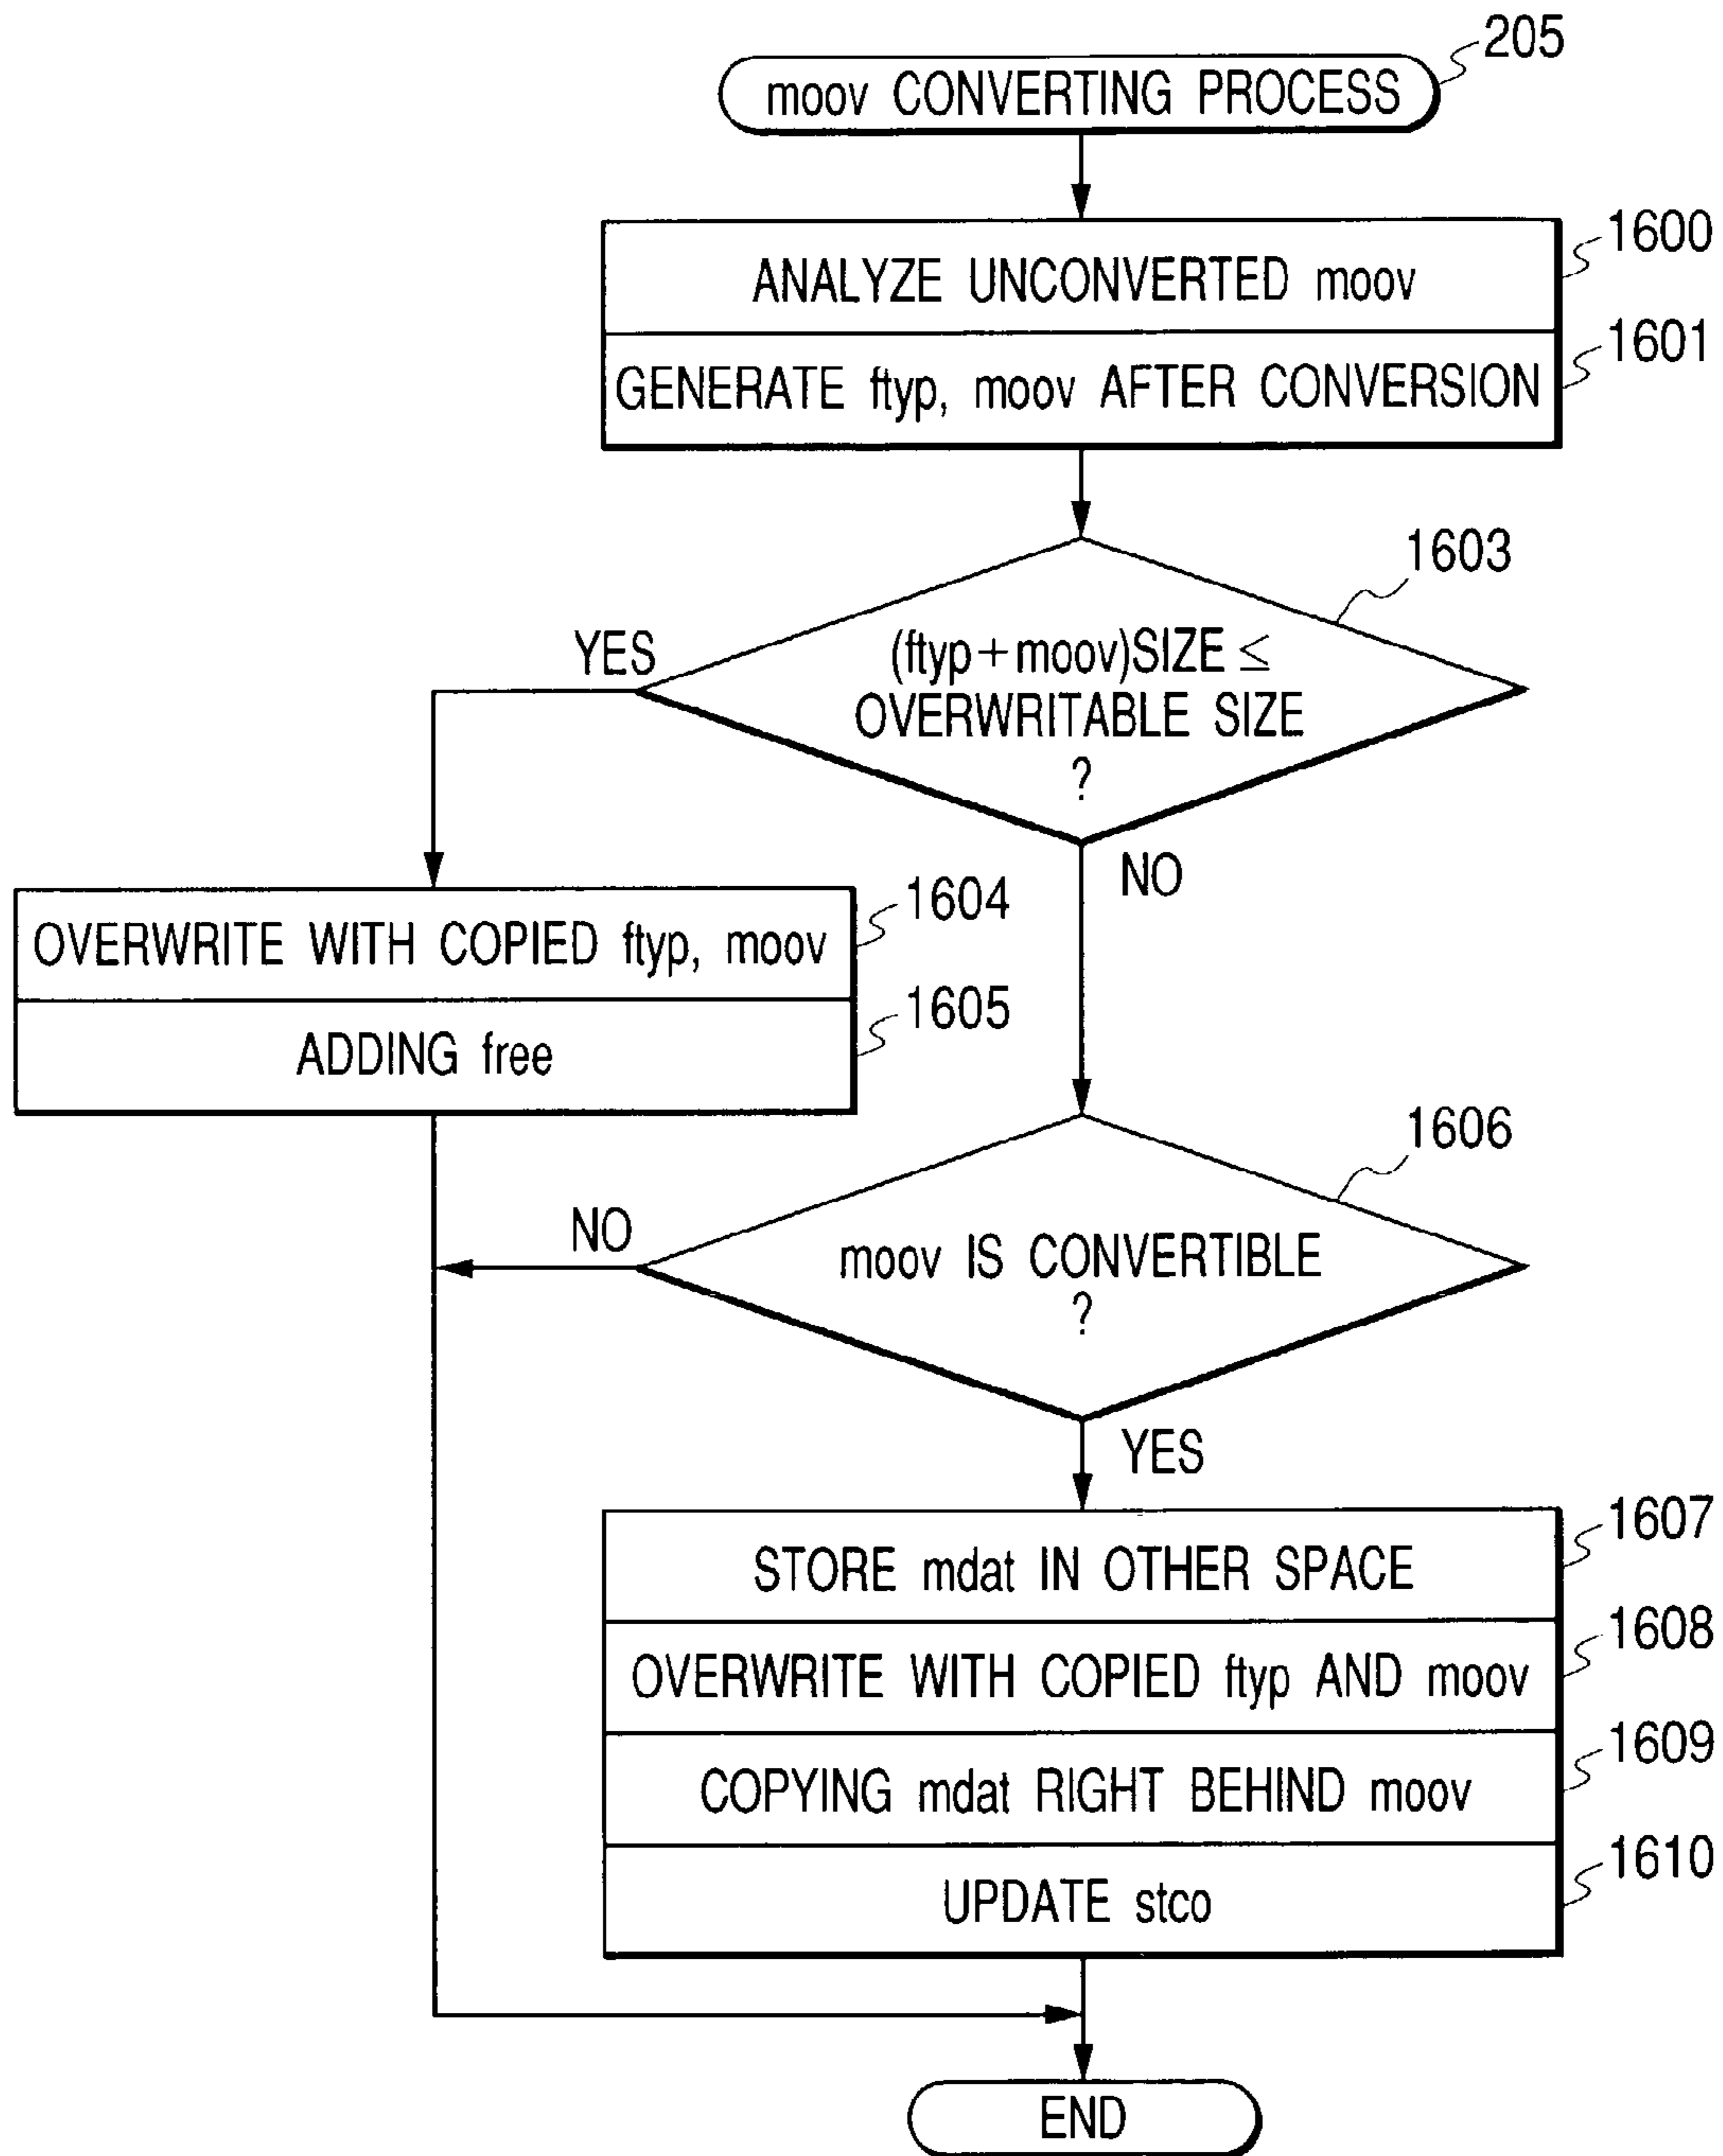 205
moov CONVERTING PROCESS
1600
ANALYZE UNCONVERTED moov
1601
GENERATE ftyp, moov AFTER CONVERSION
1603
YES
(ftyp+moov)SIZE ≤
OVERWRITABLE SIZE
?
NO
1604
OVERWRITE WITH COPIED ftyp, moov
1605
ADDING free
1606
NO
moov IS CONVERTIBLE
?
YES
1607
STORE mdat IN OTHER SPACE
1608
OVERWRITE WITH COPIED ftyp AND moov
1609
COPYING mdat RIGHT BEHIND moov
1610
UPDATE stco
END